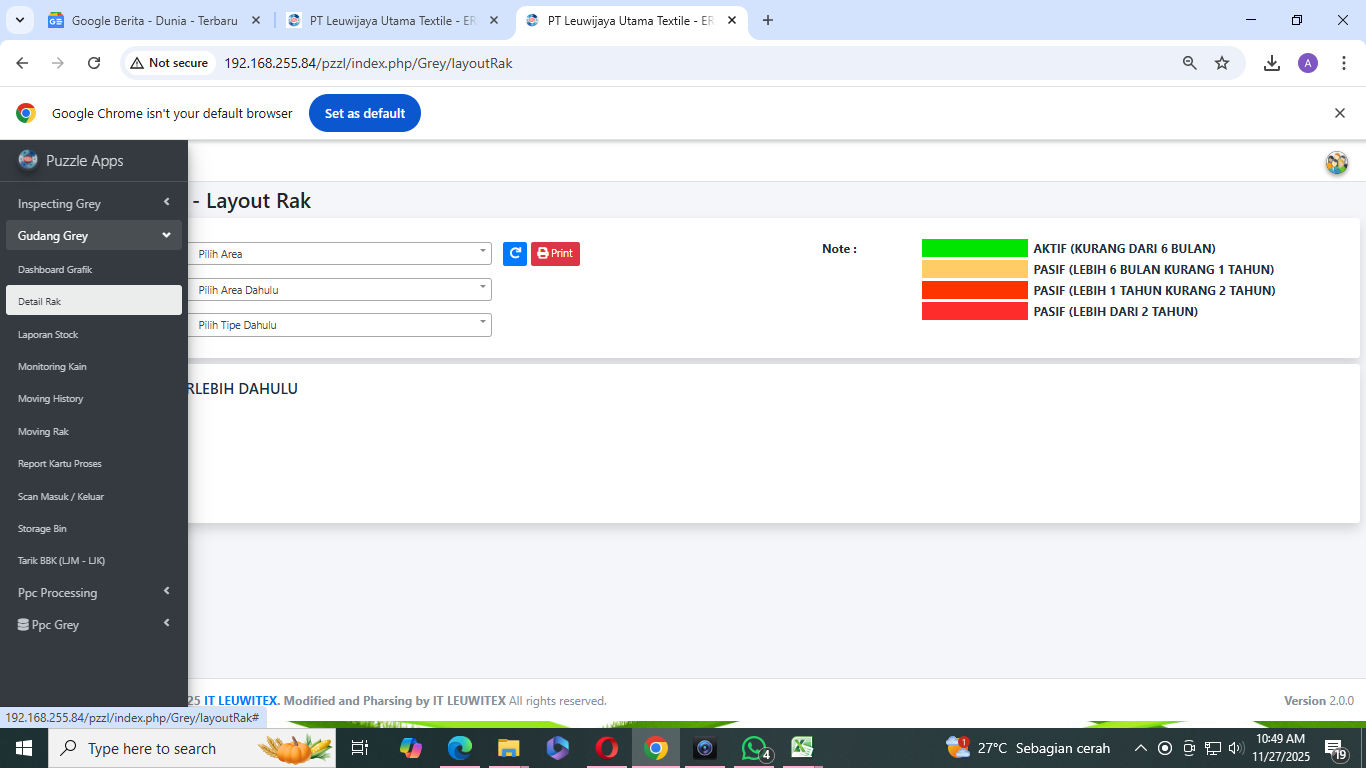 Google Berita - Dunia - Terbaru
PT Leuwijaya Utama Textile - ER
PT Leuwijaya Utama Textile - ER
Not secure
192.168.255.84/pzzl/index.php/Grey/layoutRak
A
Google Chrome isn't your default browser
Set as default
Puzzle Apps
Inspecting Grey
Gudang Grey
Dashboard Grafik
Detail Rak
Laporan Stock
Monitoring Kain
Moving History
Moving Rak
Report Kartu Proses
Scan Masuk / Keluar
Storage Bin
Tarik BBK (LJM - LJK)
Ppc Processing
Ppc Grey
- Layout Rak
Pilih Area
Print
Pilih Area Dahulu
Pilih Tipe Dahulu
Note :
AKTIF (KURANG DARI 6 BULAN)
PASIF (LEBIH 6 BULAN KURANG 1 TAHUN)
PASIF (LEBIH 1 TAHUN KURANG 2 TAHUN)
PASIF (LEBIH DARI 2 TAHUN)
RLEBIH DAHULU
25 IT LEUWITEX. Modified and Pharsing by IT LEUWITEX All rights reserved.
Version 2.0.0
192.168.255.84/pzzl/index.php/Grey/layoutRak#
Type here to search
4
1
27°C Sebagian cerah
10:49 AM
11/27/2025
19